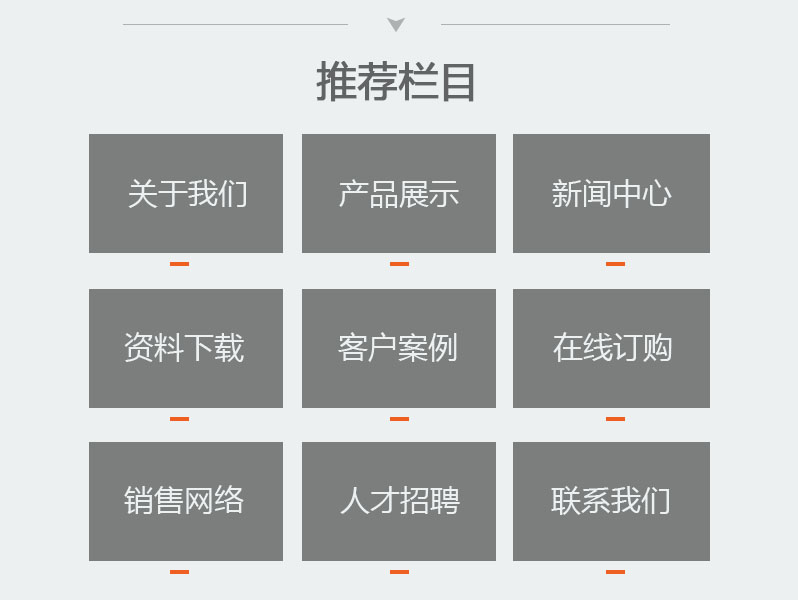 推荐栏目
关于我们
产品展示
新闻中心
资料下载
客户案例
在线订购
销售网络
人才招聘
联系我们